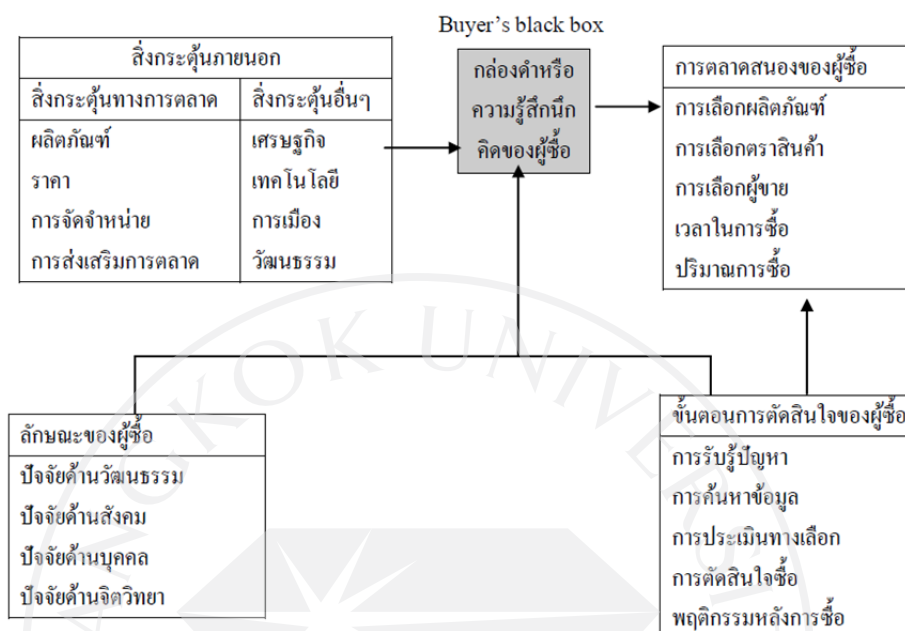 Buyer's black box
สิ่งกระตุ้นภายนอก
สิ่งกระตุ้นทางการตลาด
ผลิตภัณฑ์
ราคา
การจัดจำหน่าย
การส่งเสริมการตลาด
สิ่งกระตุ้นอื่นๆ
เศรษฐกิจ
เทคโนโลยี
การเมือง
วัฒนธรรม
กล่องดำหรือ
ความรู้สึกนึก
คิดของผู้ซื้อ
การตลาดสนองของผู้ซื้อ
การเลือกผลิตภัณฑ์
การเลือกตราสินค้า
การเลือกผู้ขาย
เวลาในการซื้อ
ปริมาณการซื้อ
ลักษณะของผู้ซื้อ
ปัจจัยด้านวัฒนธรรม
ปัจจัยด้านสังคม
ปัจจัยด้านบุคคล
ปัจจัยด้านจิตวิทยา
ขั้นตอนการตัดสินใจของผู้ซื้อ
การรับรู้ปัญหา
การค้นหาข้อมูล
การประเมินทางเลือก
การตัดสินใจซื้อ
พฤติกรรมหลังการซื้อ
ANGKOK UNIVERSI